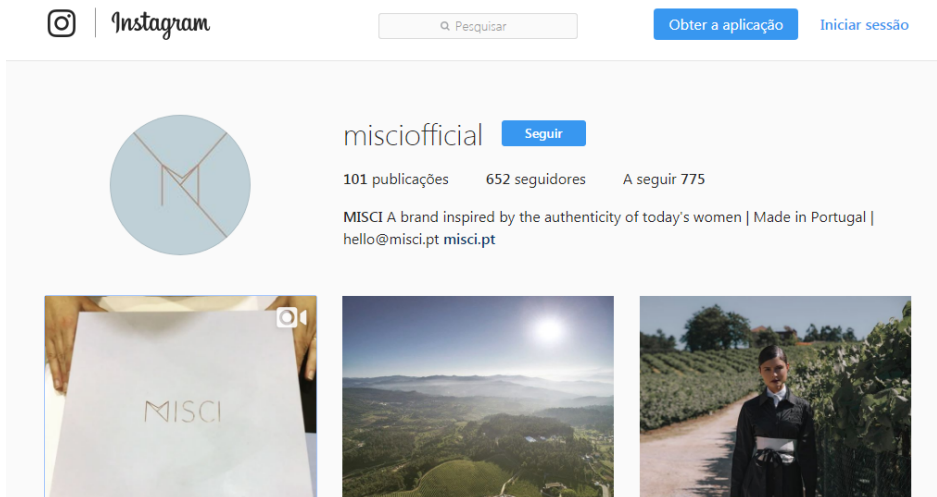 Instagram
Pesquisar
Obter a aplicação
Iniciar sessão
misciofficial
Seguir
101 publicações
652 seguidores
A seguir 775
MISCI A brand inspired by the authenticity of today's women | Made in Portugal |
hello@misci.pt misci.pt
MISCI